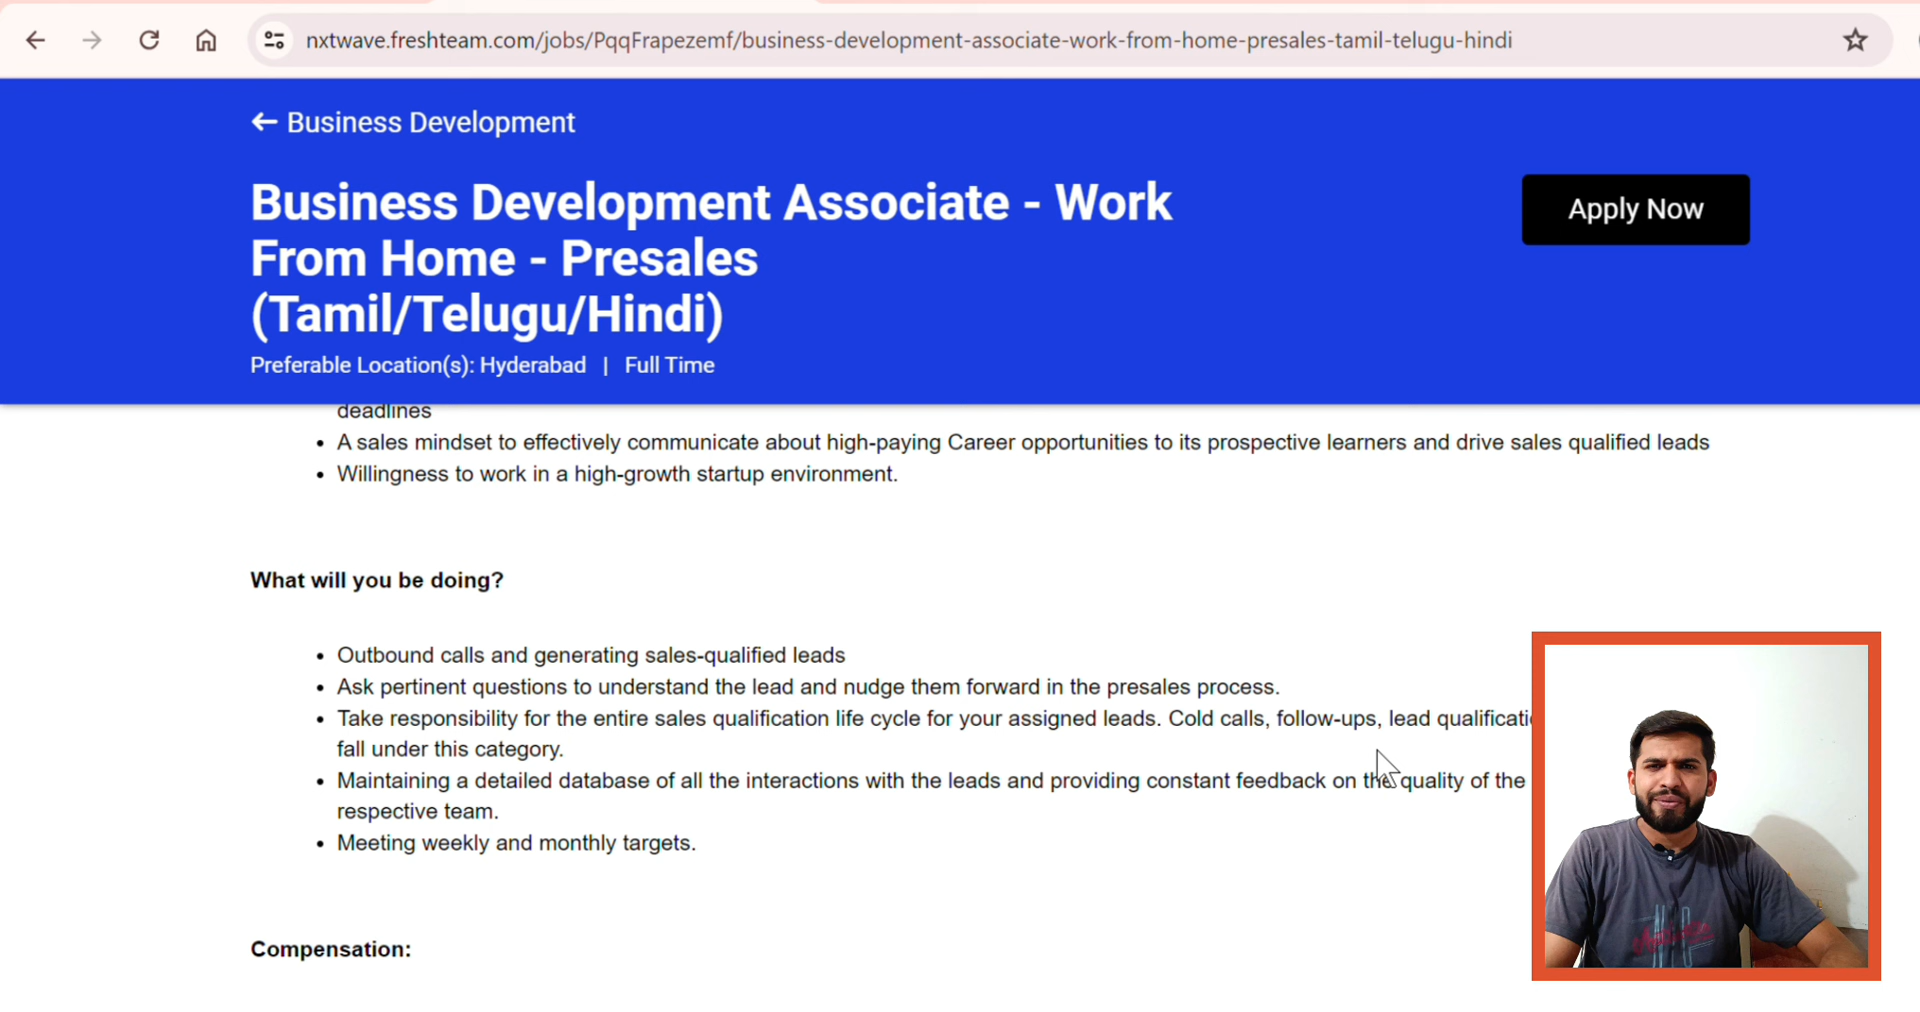 nxtwave.freshteam.com/jobs/PqqFrapezemf/business-development-associate-work-from-home-presales-tamil-telugu-hindi
← Business Development
Business Development Associate - Work
From Home - Presales
(Tamil/Telugu/Hindi)
Apply Now
Preferable Location(s): Hyderabad | Full Time
deadlines
• A sales mindset to effectively communicate about high-paying Career opportunities to its prospective learners and drive sales qualified leads
• Willingness to work in a high-growth startup environment.
What will you be doing?
• Outbound calls and generating sales-qualified leads
• Ask pertinent questions to understand the lead and nudge them forward in the presales process.
• Take responsibility for the entire sales qualification life cycle for your assigned leads. Cold calls, follow-ups, lead
fall under this category.
• Maintaining a detailed database of all the interactions with the leads and providing constant feedback on the quality of the
respective team.
• Meeting weekly and monthly targets.
Compensation: